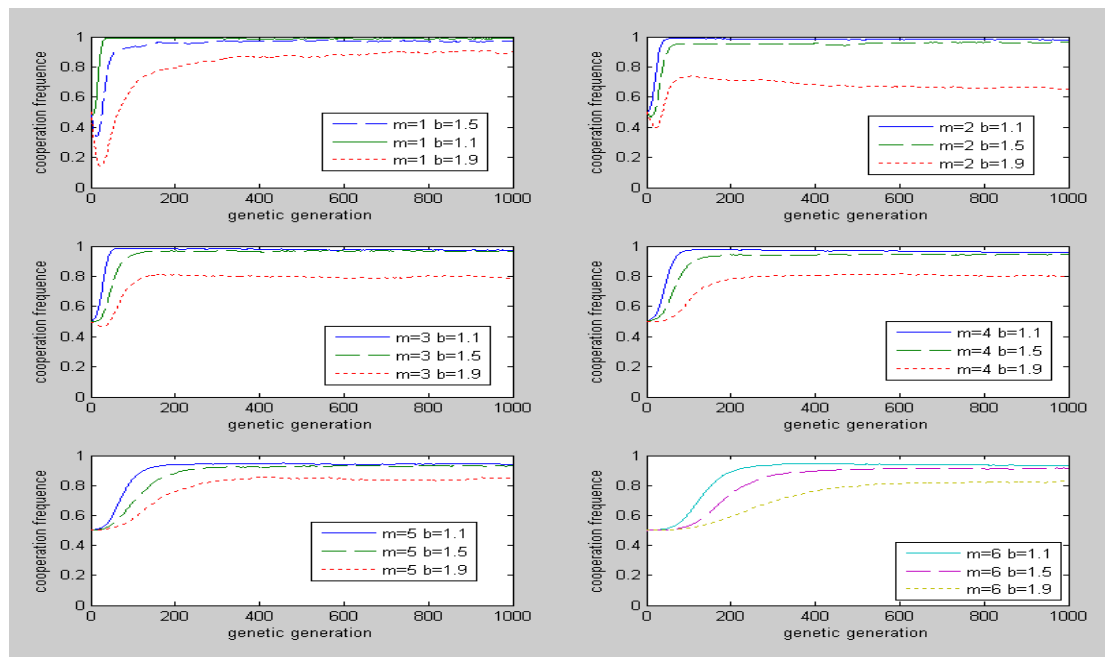 1
0.8
0.6
0.4
0.2
0
cooperation frequence
m=1 b=1.5
m=1 b=1.1
m=1 b=1.9
0 200 400 600 800 1000
genetic generation
1
0.8
0.6
0.4
0.2
0
cooperation frequence
m=2 b=1.1
m=2 b=1.5
m=2 b=1.9
0 200 400 600 800 1000
genetic generation
1
0.8
0.6
0.4
0.2
0
cooperation frequence
m=3 b=1.1
m=3 b=1.5
m=3 b=1.9
0 200 400 600 800 1000
genetic generation
1
0.8
0.6
0.4
0.2
0
cooperation frequence
m=4 b=1.1
m=4 b=1.5
m=4 b=1.9
0 200 400 600 800 1000
genetic generation
1
0.8
0.6
0.4
0.2
0
cooperation frequence
m=5 b=1.1
m=5 b=1.5
m=5 b=1.9
0 200 400 600 800 1000
genetic generation
1
0.8
0.6
0.4
0.2
0
cooperation frequence
m=6 b=1.1
m=6 b=1.5
m=6 b=1.9
0 200 400 600 800 1000
genetic generation